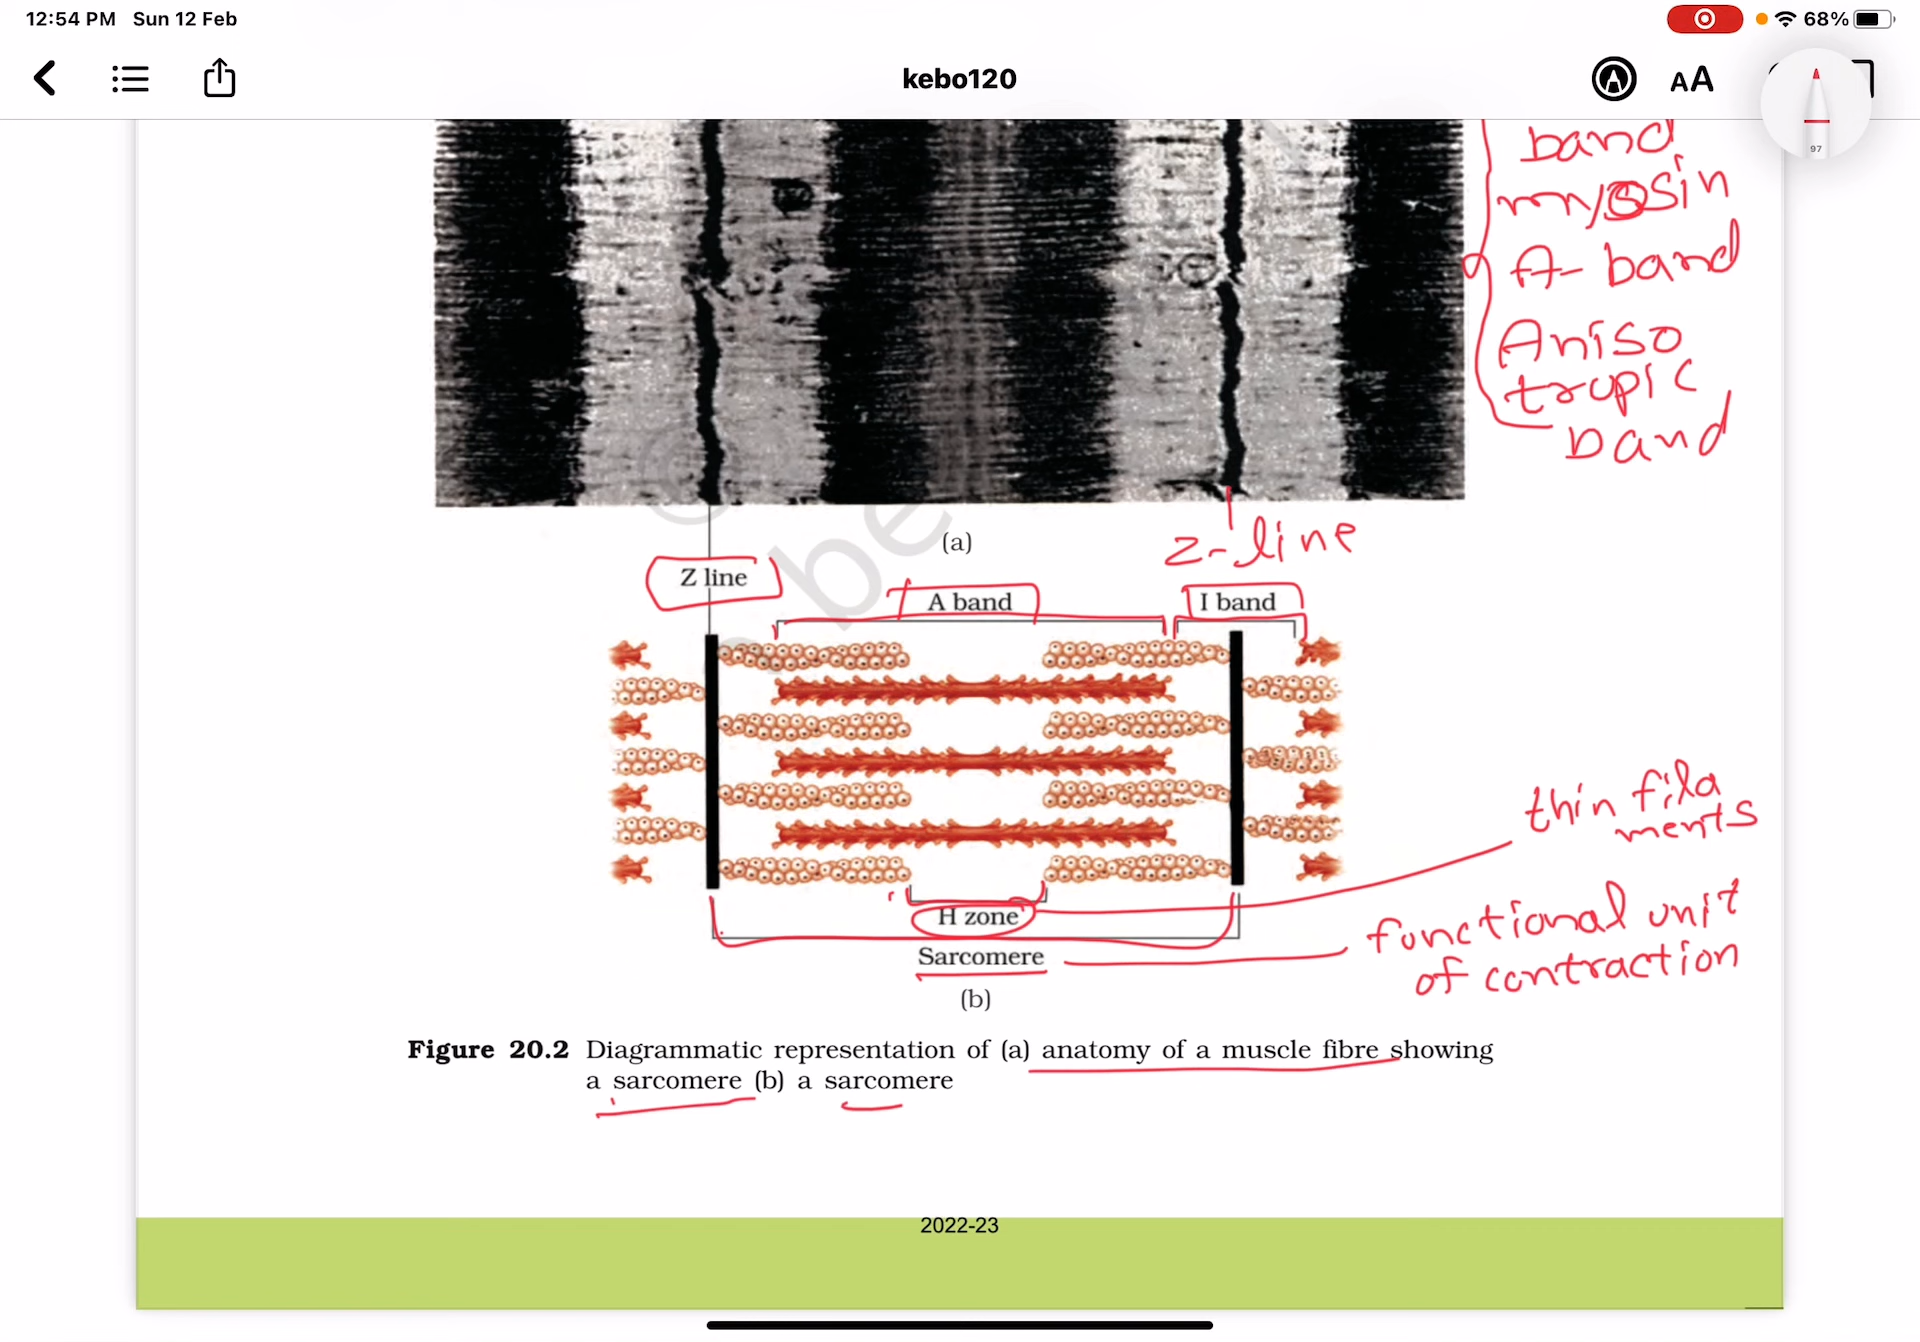 12:54 PM Sun 12 Feb
68%
kebo120
AA
97
band
myosin
A- band
Aniso
tropic
band
© be
(a)
z-line
Z line
A band
I band
thin fila
ments
H zone
functional unit
of contraction
Sarcomere
(b)
Figure 20.2 Diagrammatic representation of (a) anatomy of a muscle fibre showing
a sarcomere (b) a sarcomere
2022-23